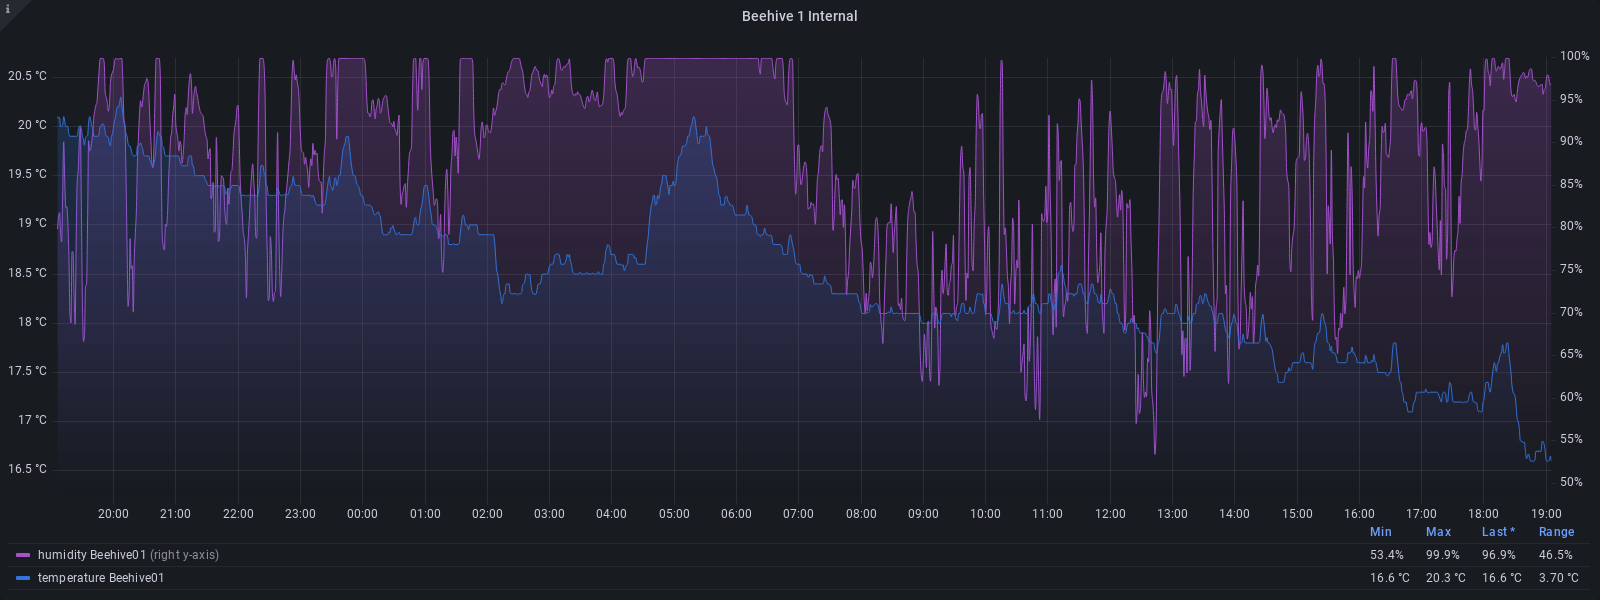 i
Beehive 1 Internal
20.5 °C
20 °C
19.5 °C
19 °C
18.5 °C
18 °C
17.5 °C
17 °C
16.5 °C
100%
95%
90%
85%
80%
75%
70%
65%
60%
55%
50%
20:00 21:00 22:00 23:00 00:00 01:00 02:00 03:00 04:00 05:00 06:00 07:00 08:00 09:00 10:00 11:00 12:00 13:00 14:00 15:00 16:00 17:00 18:00 19:00
Min Max Last * Range
humidity Beehive01 (right y-axis) 53.4% 99.9% 96.9% 46.5%
temperature Beehive01 16.6 °C 20.3 °C 16.6 °C 3.70 °C